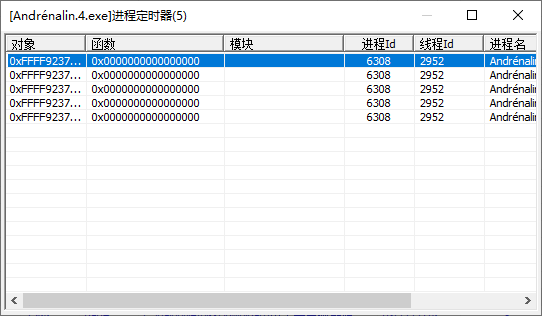 [Andrénalin.4.exe]进程定时器(5)
对象 函数 模块 进程Id 线程Id 进程名
0xFFFF9237... 0x0000000000000000 6308 2952 Andrénalin
0xFFFF9237... 0x0000000000000000 6308 2952 Andrénalin
0xFFFF9237... 0x0000000000000000 6308 2952 Andrénalin
0xFFFF9237... 0x0000000000000000 6308 2952 Andrénalin
0xFFFF9237... 0x0000000000000000 6308 2952 Andrénalin